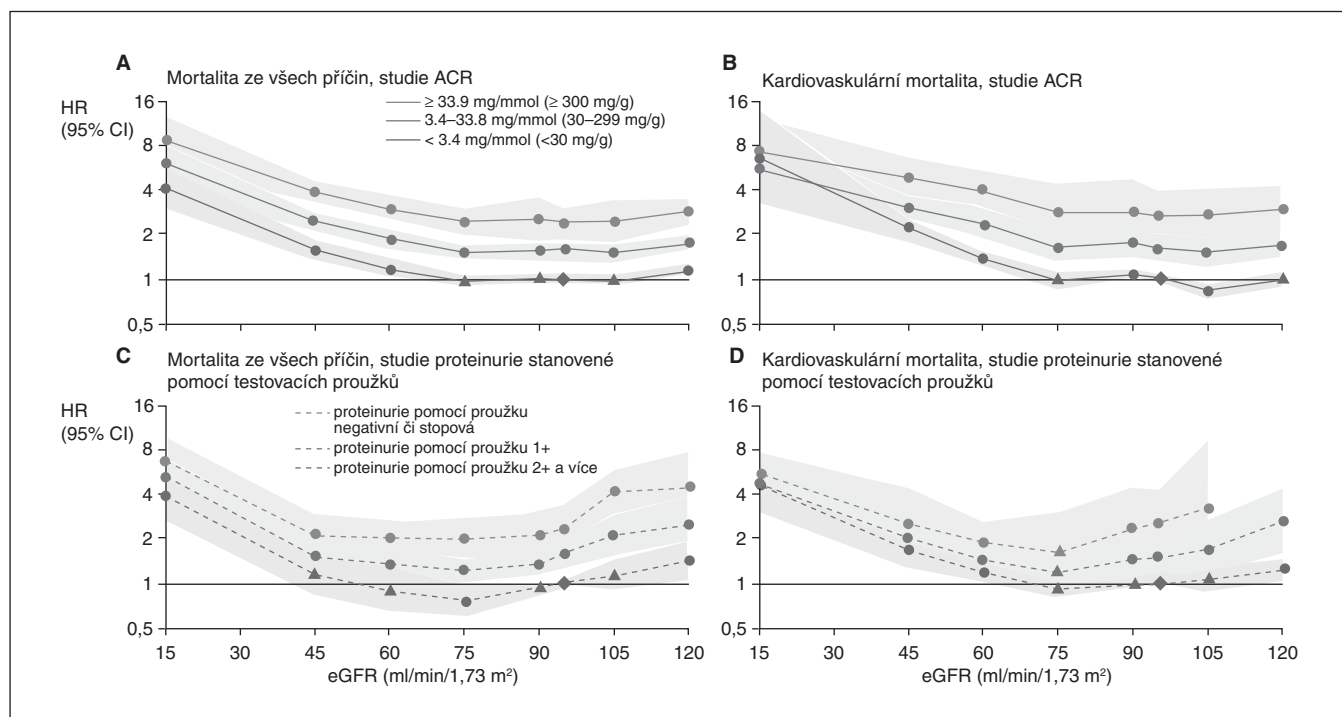 A
Mortalita ze všech příčin, studie ACR
HR
(95% CI)
≥ 33.9 mg/mmol (≥ 300 mg/g)
3.4–33.8 mg/mmol (30–299 mg/g)
< 3.4 mg/mmol (<30 mg/g)
16
8
4
2
1
0,5
B
Kardiovaskulární mortalita, studie ACR
16
8
4
2
1
0,5
C
Mortalita ze všech příčin, studie proteinurie stanovené
pomocí testovacích proužků
HR
(95% CI)
proteinurie pomocí proužku
negativní či stopová
proteinurie pomocí proužku 1+
proteinurie pomocí proužku 2+ a více
16
8
4
2
1
0,5
15 30 45 60 75 90 105 120
eGFR (ml/min/1,73 m²)
D
Kardiovaskulární mortalita, studie proteinurie stanovené
pomocí testovacích proužků
16
8
4
2
1
0,5
15 30 45 60 75 90 105 120
eGFR (ml/min/1,73 m²)